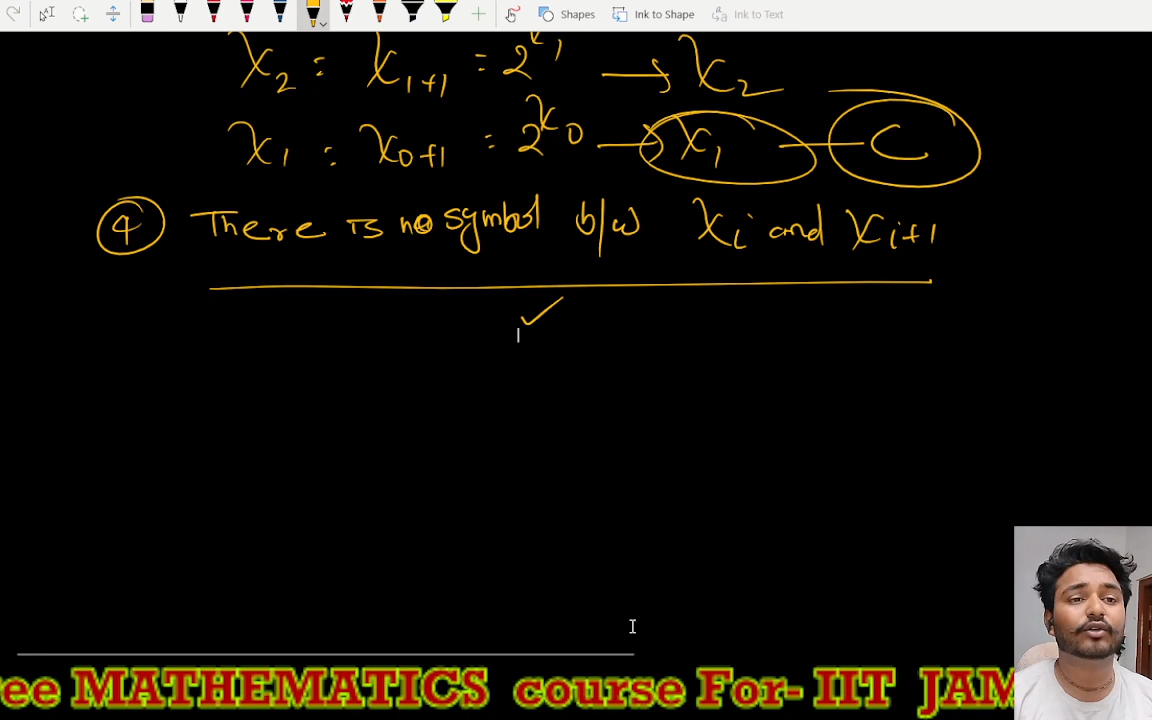 Shapes Ink to Shape Ink to Text
X₂ : X₁₊₁ : 2^X₁ → X₂
X₁ : X₀₊₁ : 2^X₀ → X₁ — C
④ There is no symbol b/w Xᵢ and Xᵢ₊₁
ee MATHEMATICS course For- IIT JAM